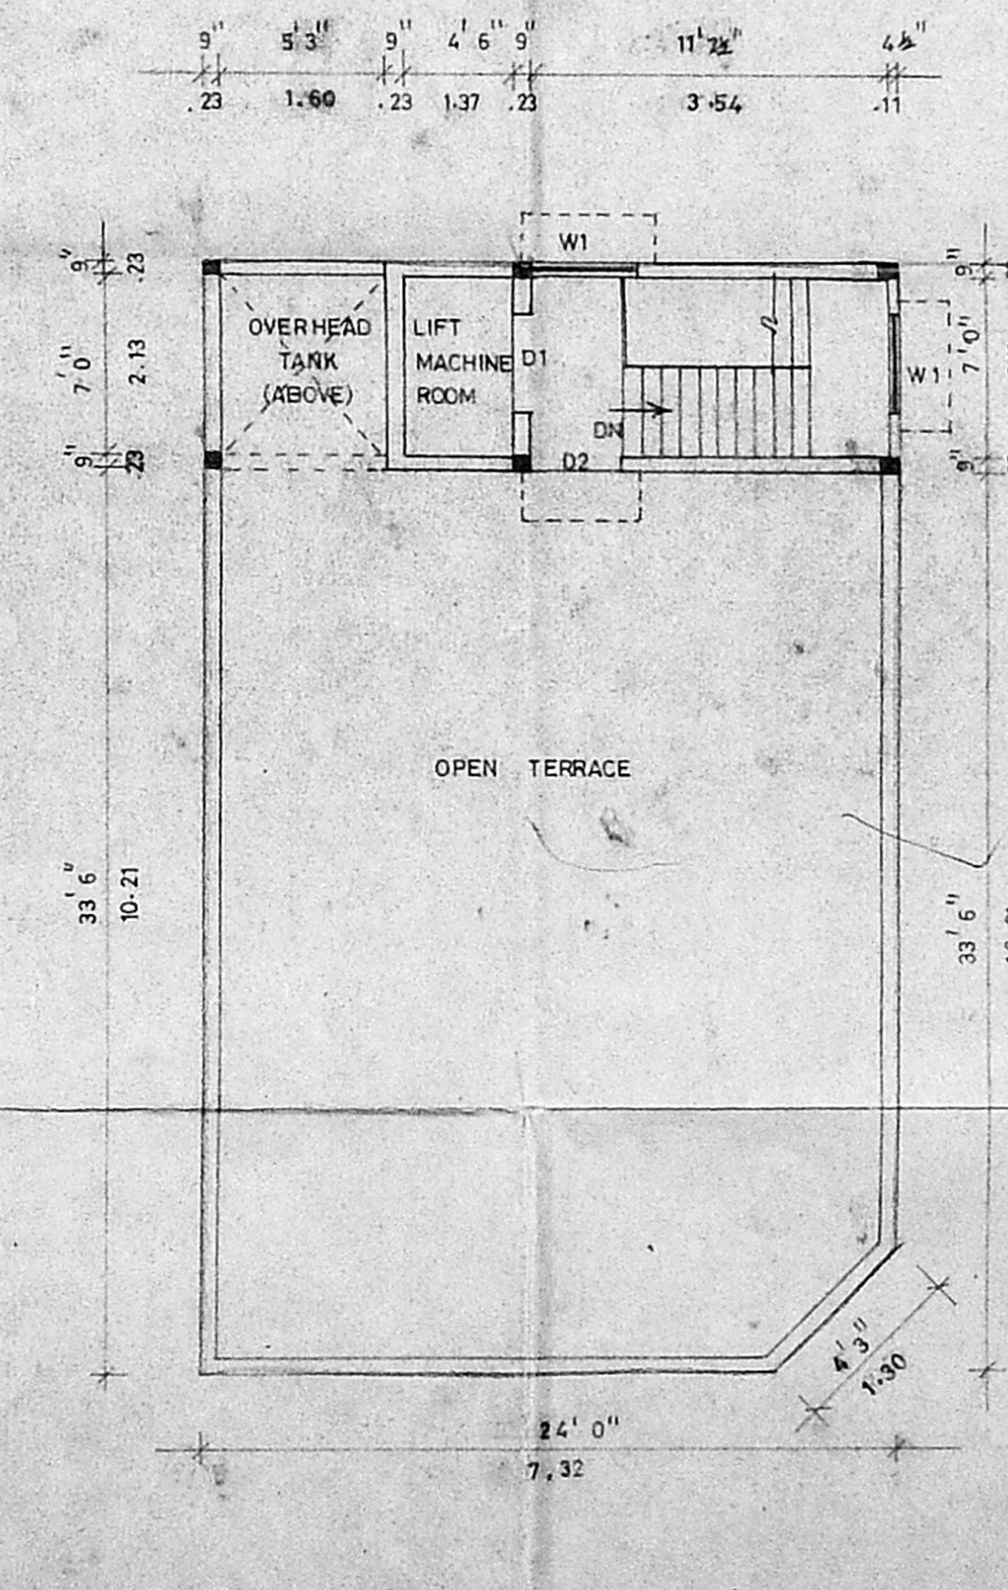 9" 5'3" 9" 4'6" 9" 11'7½" 4½"
.23 1.60 .23 1.37 .23 3.54 .11
W1
9" .23
9"
OVERHEAD
TANK
(ABOVE)
LIFT
MACHINE
ROOM
D1
7'0" 2.13
W1
7'0"
DN
D2
9" .23
9"
OPEN TERRACE
33'6" 10.21
33'6"
4'3"
1.30
24'0"
7.32